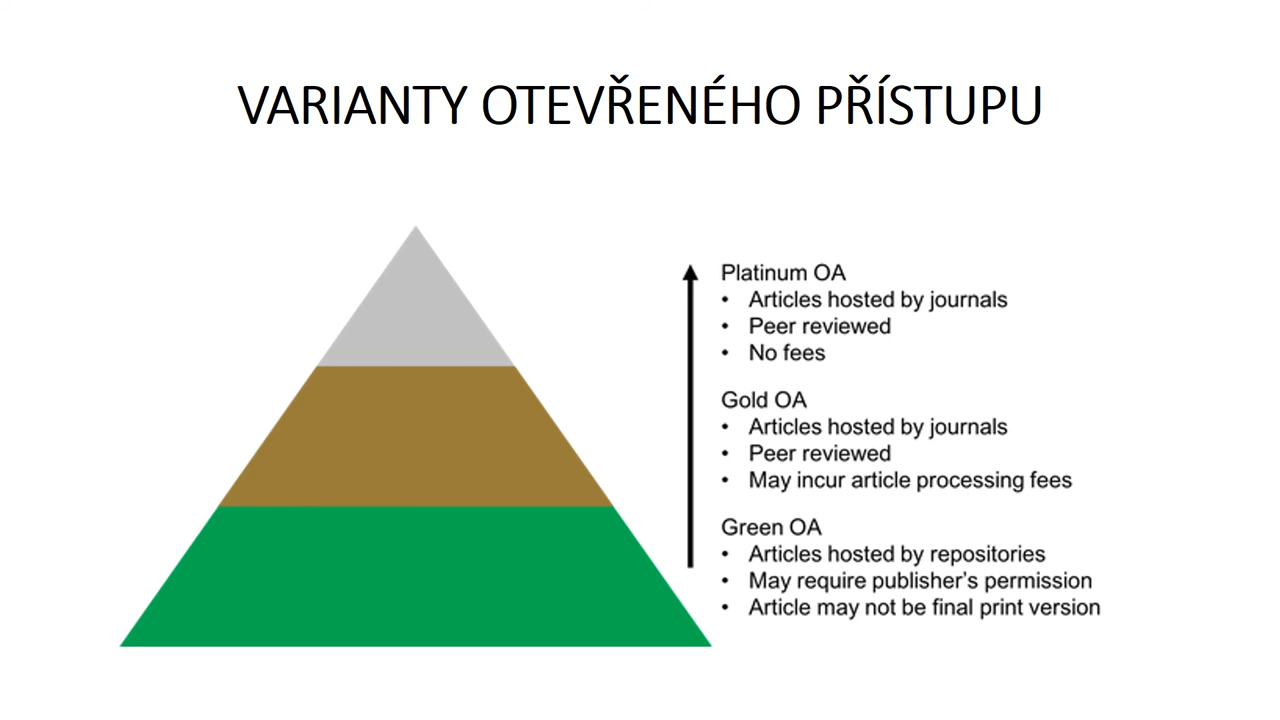 VARIANTY OTEVŘENÉHO PŘÍSTUPU
Platinum OA
• Articles hosted by journals
• Peer reviewed
• No fees
Gold OA
• Articles hosted by journals
• Peer reviewed
• May incur article processing fees
Green OA
• Articles hosted by repositories
• May require publisher's permission
• Article may not be final print version